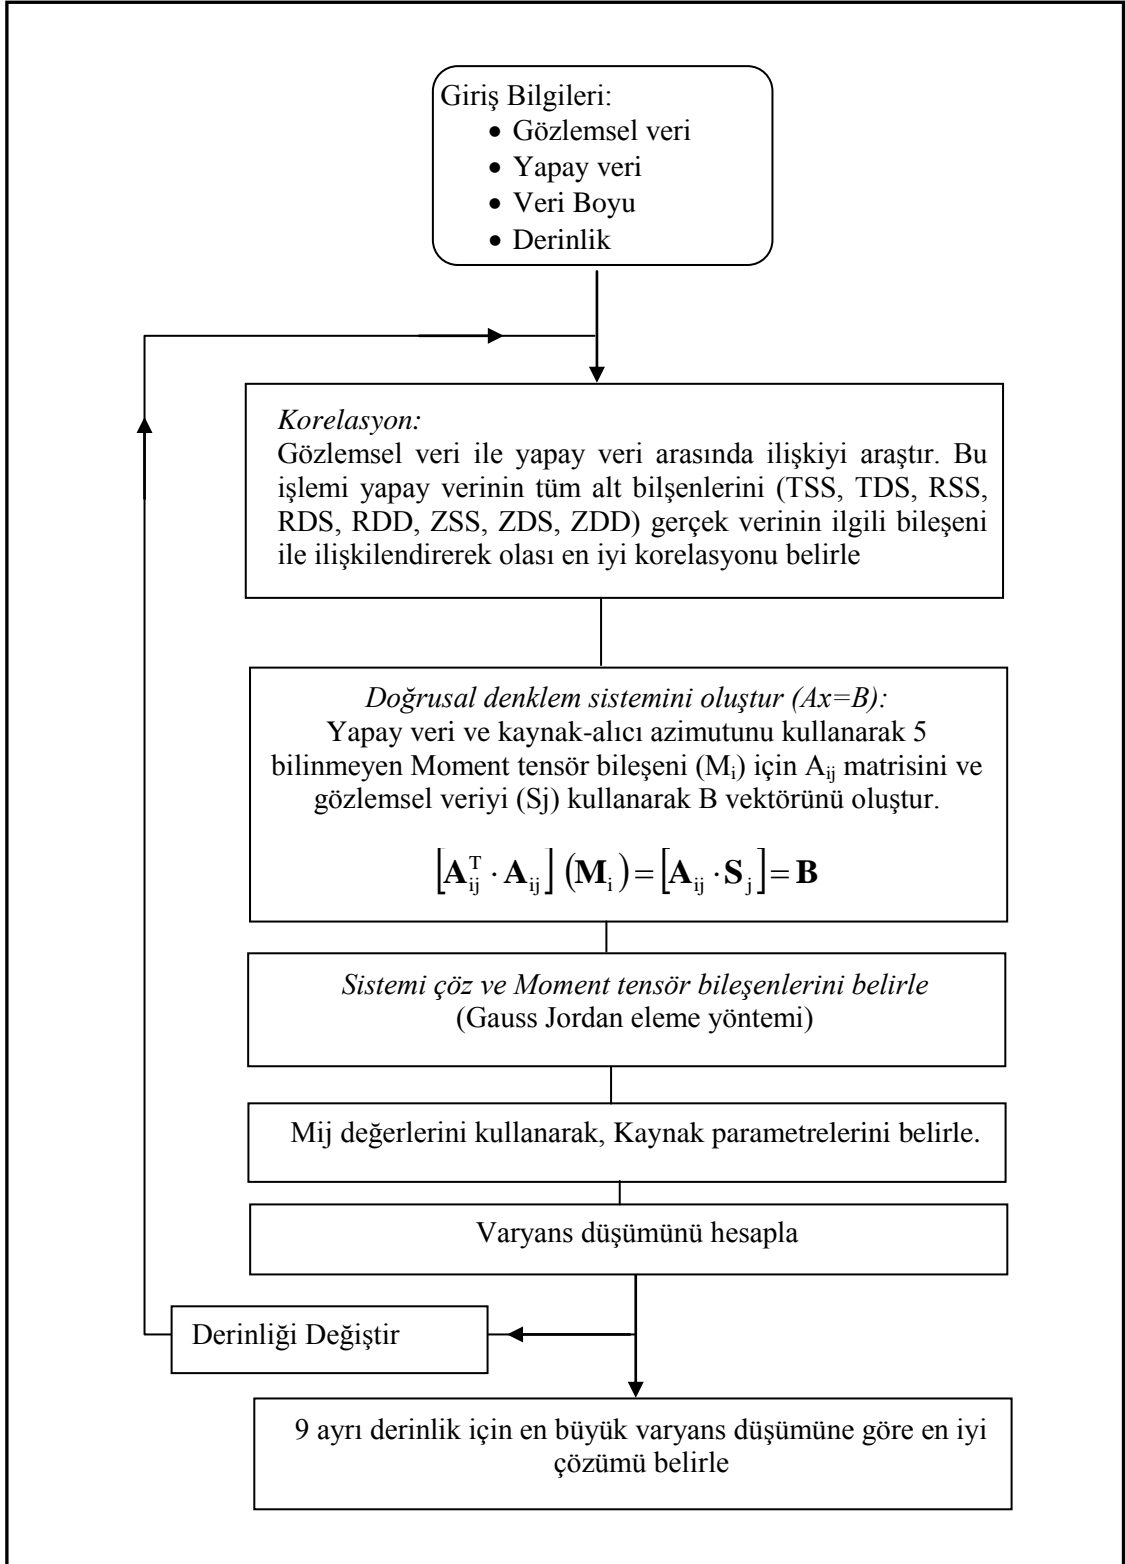 Giriş Bilgileri:
• Gözlemsel veri
• Yapay veri
• Veri Boyu
• Derinlik
Korelasyon:
Gözlemsel veri ile yapay veri arasında ilişkiyi araştır. Bu
işlemi yapay verinin tüm alt bilşenlerini (TSS, TDS, RSS,
RDS, RDD, ZSS, ZDS, ZDD) gerçek verinin ilgili bileşeni
ile ilişkilendirerek olası en iyi korelasyonu belirle
Doğrusal denklem sistemini oluştur (Ax=B):
Yapay veri ve kaynak-alıcı azimutunu kullanarak 5
bilinmeyen Moment tensör bileşeni (Mi) için Aij matrisini ve
gözlemsel veriyi (Sj) kullanarak B vektörünü oluştur.
[A_ij^T · A_ij] (M_i) = [A_ij · S_j] = B
Sistemi çöz ve Moment tensör bileşenlerini belirle
(Gauss Jordan eleme yöntemi)
Mij değerlerini kullanarak, Kaynak parametrelerini belirle.
Varyans düşümünü hesapla
Derinliği Değiştir
9 ayrı derinlik için en büyük varyans düşümüne göre en iyi
çözümü belirle